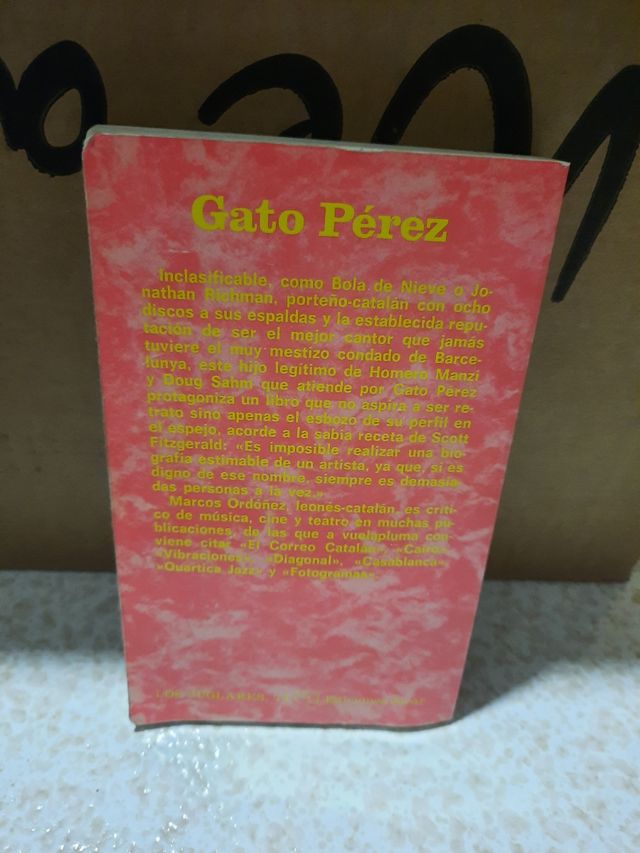 Gato Pérez
Inclasificable, como Bola de Nieve o Jo-
nathan Richman, porteño-catalán con ocho
discos a sus espaldas y la establecida repu-
tación de ser el mejor cantor que jamás
tuviere el muy mestizo condado de Barce-
lunya, este hijo legítimo de Homero Manzi
y Doug Sahm que atiende por Gato Pérez
protagoniza un libro que no aspira a ser re-
trato sino apenas el esbozo de su perfil en
el espejo, acorde a la sabia receta de Scott
Fitzgerald: «Es imposible realizar una bio-
grafía estimable de un artista, ya que, si es
digno de ese nombre, siempre es demasia-
das personas a la vez.»
Marcos Ordóñez, leonés-catalán, es críti-
co de música, cine y teatro en muchas pu-
blicaciones, de las que a vuelapluma con-
viene citar «El Correo Catalán», «Cairo»,
«Vibraciones», «Diagonal», «Casablanca»,
«Quártica Jazz» y «Fotogramas».
LOS JUGLARES